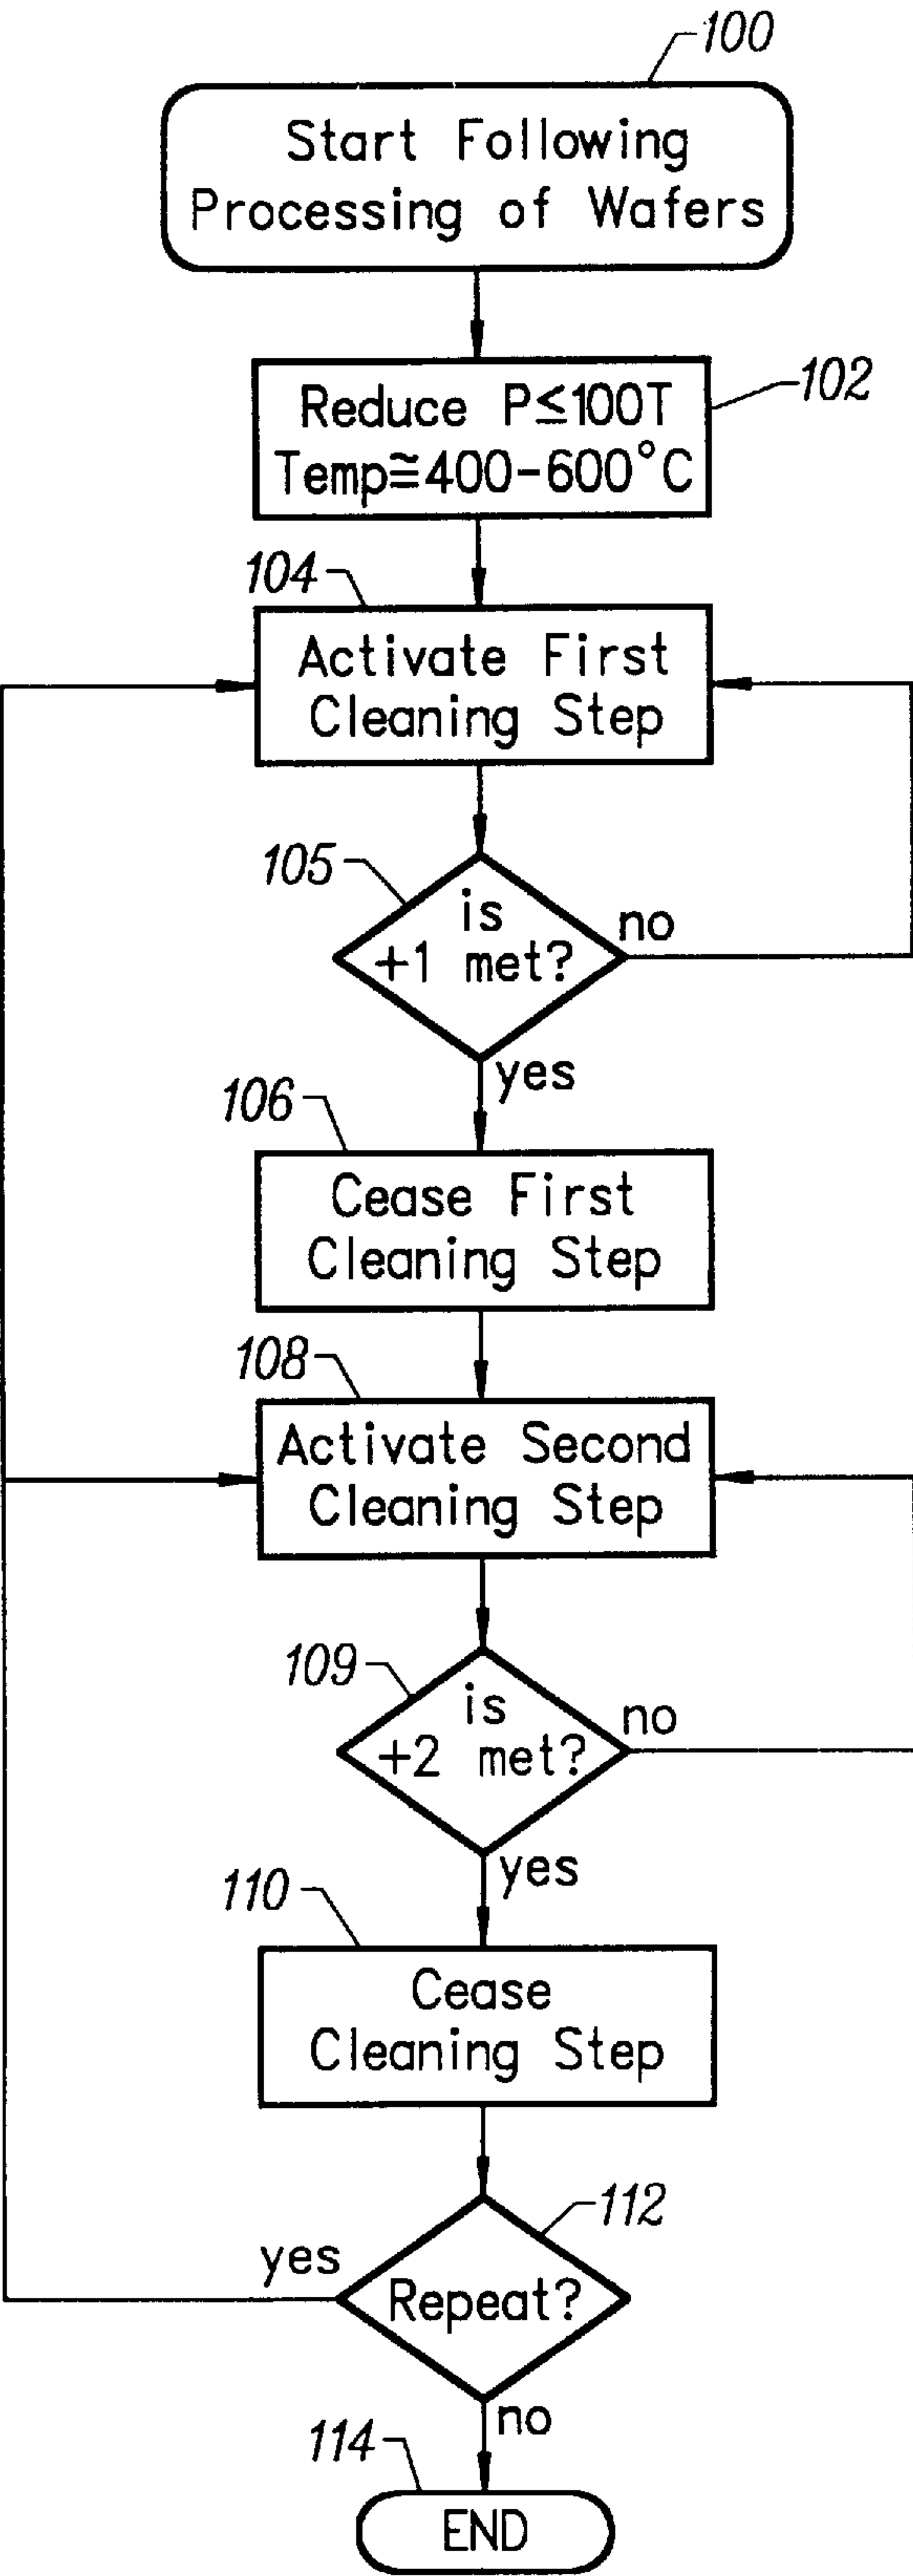 100
Start Following
Processing of Wafers
102
Reduce P≤100T
Temp≅400-600°C
104
Activate First
Cleaning Step
105
is
+1 met?
no
yes
106
Cease First
Cleaning Step
108
Activate Second
Cleaning Step
109
is
+2 met?
no
yes
110
Cease
Cleaning Step
112
yes
Repeat?
no
114
END